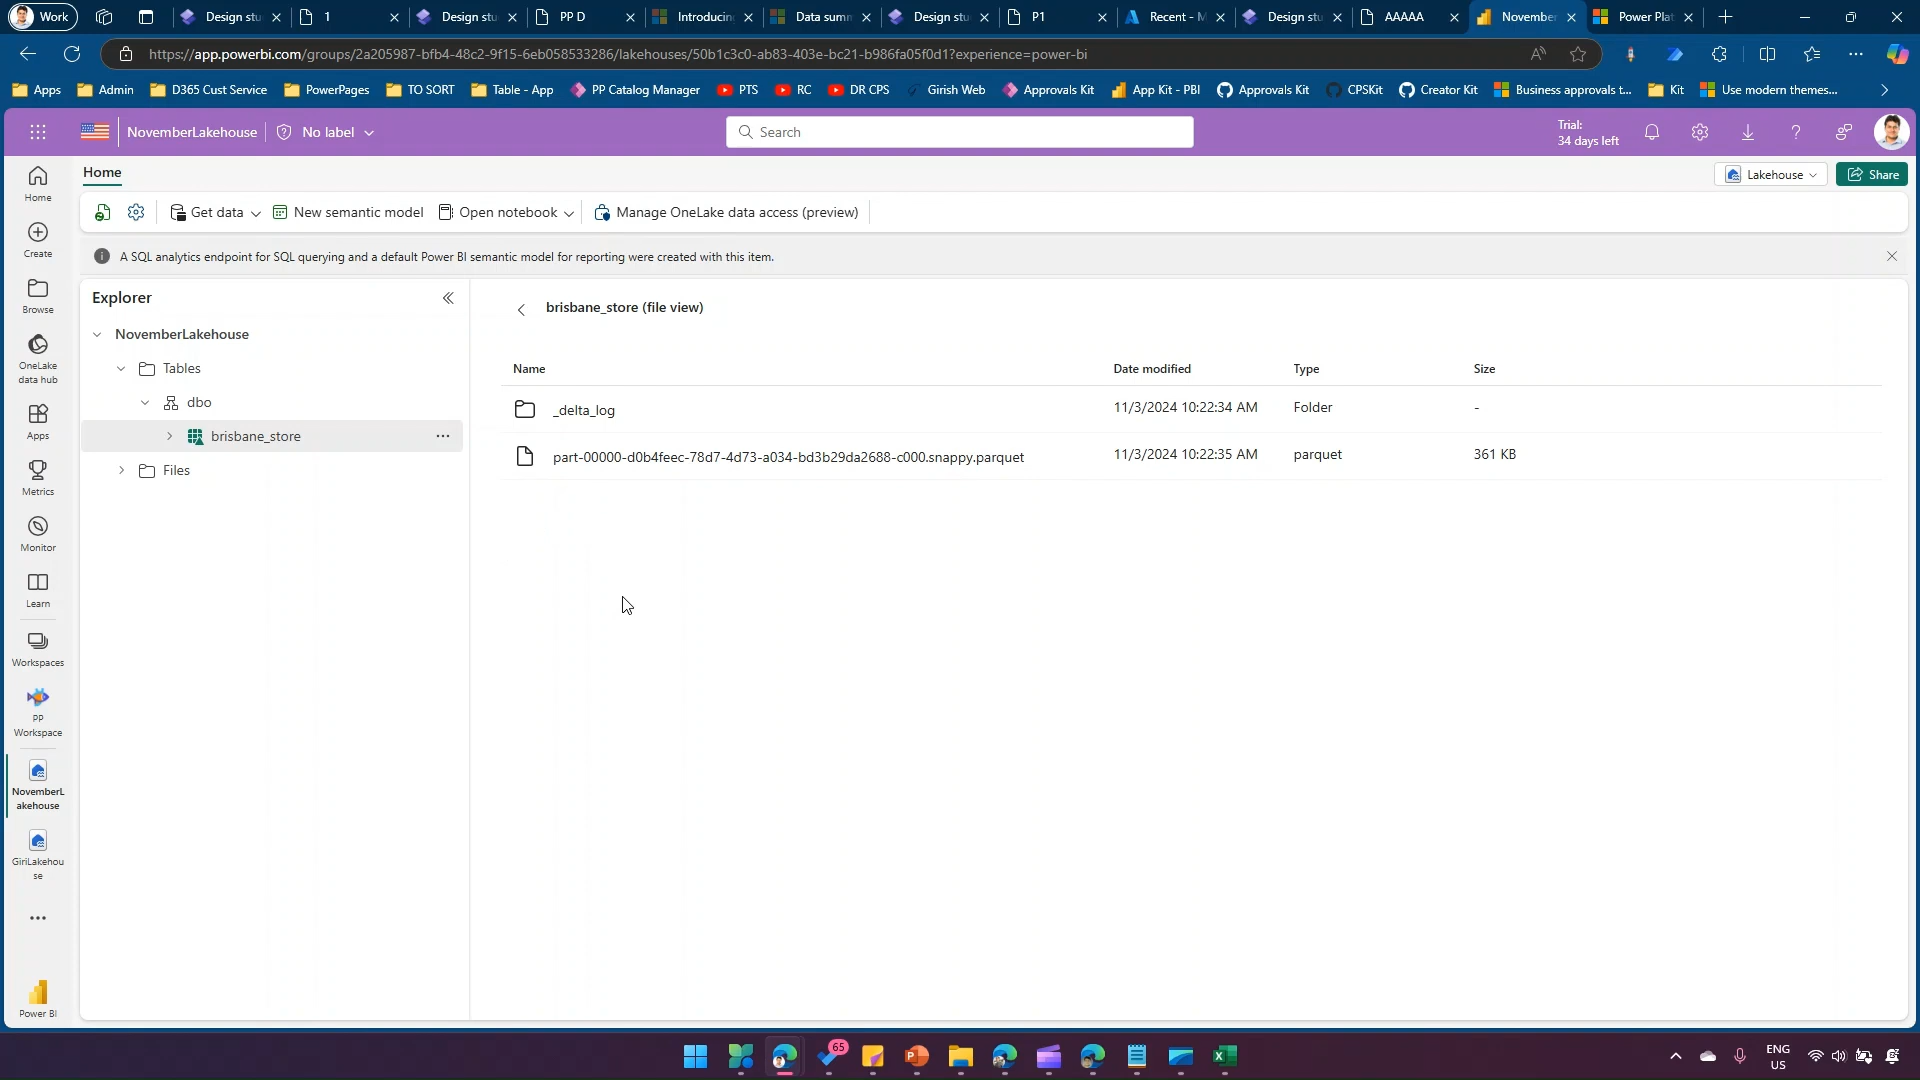 Work
Design stu
1
Design stu
PP D
Introducin
Data summ
Design stu
P1
Recent - M
Design stu
AAAAA
November
Power Plat
https://app.powerbi.com/groups/2a205987-bfb4-48c2-9f15-6eb058533286/lakehouses/50b1c3c0-ab83-403e-bc21-b986fa05f0d1?experience=power-bi
Apps
Admin
D365 Cust Service
PowerPages
TO SORT
Table - App
PP Catalog Manager
PTS
RC
DR CPS
Girish Web
Approvals Kit
App Kit - PBI
Approvals Kit
CPSKit
Creator Kit
Business approvals t...
Kit
Use modern themes...
NovemberLakehouse
No label
Search
Trial:
34 days left
Home
Lakehouse
Share
Get data
New semantic model
Open notebook
Manage OneLake data access (preview)
A SQL analytics endpoint for SQL querying and a default Power BI semantic model for reporting were created with this item.
Home
Create
Browse
OneLake
data hub
Apps
Metrics
Monitor
Learn
Workspaces
PP
Workspace
NovemberL
akehouse
GiriLakehou
se
Power BI
Explorer
NovemberLakehouse
Tables
dbo
brisbane_store
Files
brisbane_store (file view)
Name
Date modified
Type
Size
_delta_log
11/3/2024 10:22:34 AM
Folder
-
part-00000-d0b4feec-78d7-4d73-a034-bd3b29da2688-c000.snappy.parquet
11/3/2024 10:22:35 AM
parquet
361 KB
65
ENG
US